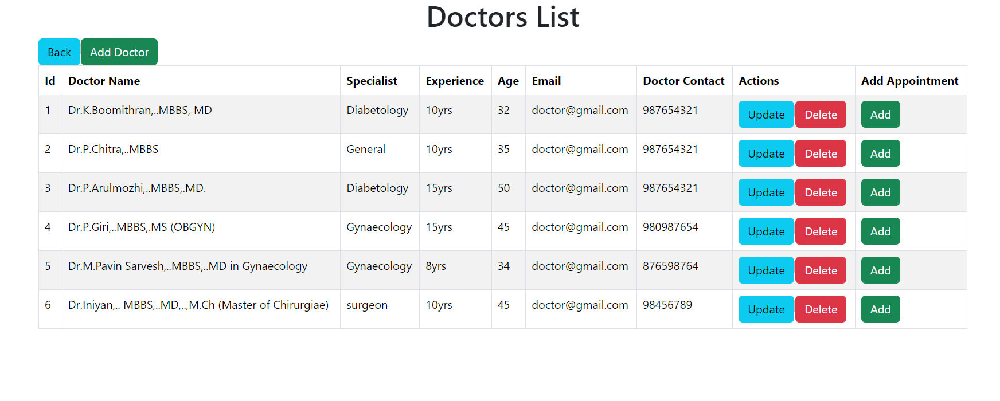 Doctors List
Back Add Doctor
Id Doctor Name Specialist Experience Age Email Doctor Contact Actions Add Appointment
1 Dr.K.Boomithran,..MBBS, MD Diabetology 10yrs 32 doctor@gmail.com 987654321 Update Delete Add
2 Dr.P.Chitra,..MBBS General 10yrs 35 doctor@gmail.com 987654321 Update Delete Add
3 Dr.P.Arulmozhi,..MBBS,.MD. Diabetology 15yrs 50 doctor@gmail.com 987654321 Update Delete Add
4 Dr.P.Giri,..MBBS,.MS (OBGYN) Gynaecology 15yrs 45 doctor@gmail.com 980987654 Update Delete Add
5 Dr.M.Pavin Sarvesh,..MBBS,..MD in Gynaecology Gynaecology 8yrs 34 doctor@gmail.com 876598764 Update Delete Add
6 Dr.Iniyan,.. MBBS,..MD,..,M.Ch (Master of Chirurgiae) surgeon 10yrs 45 doctor@gmail.com 98456789 Update Delete Add